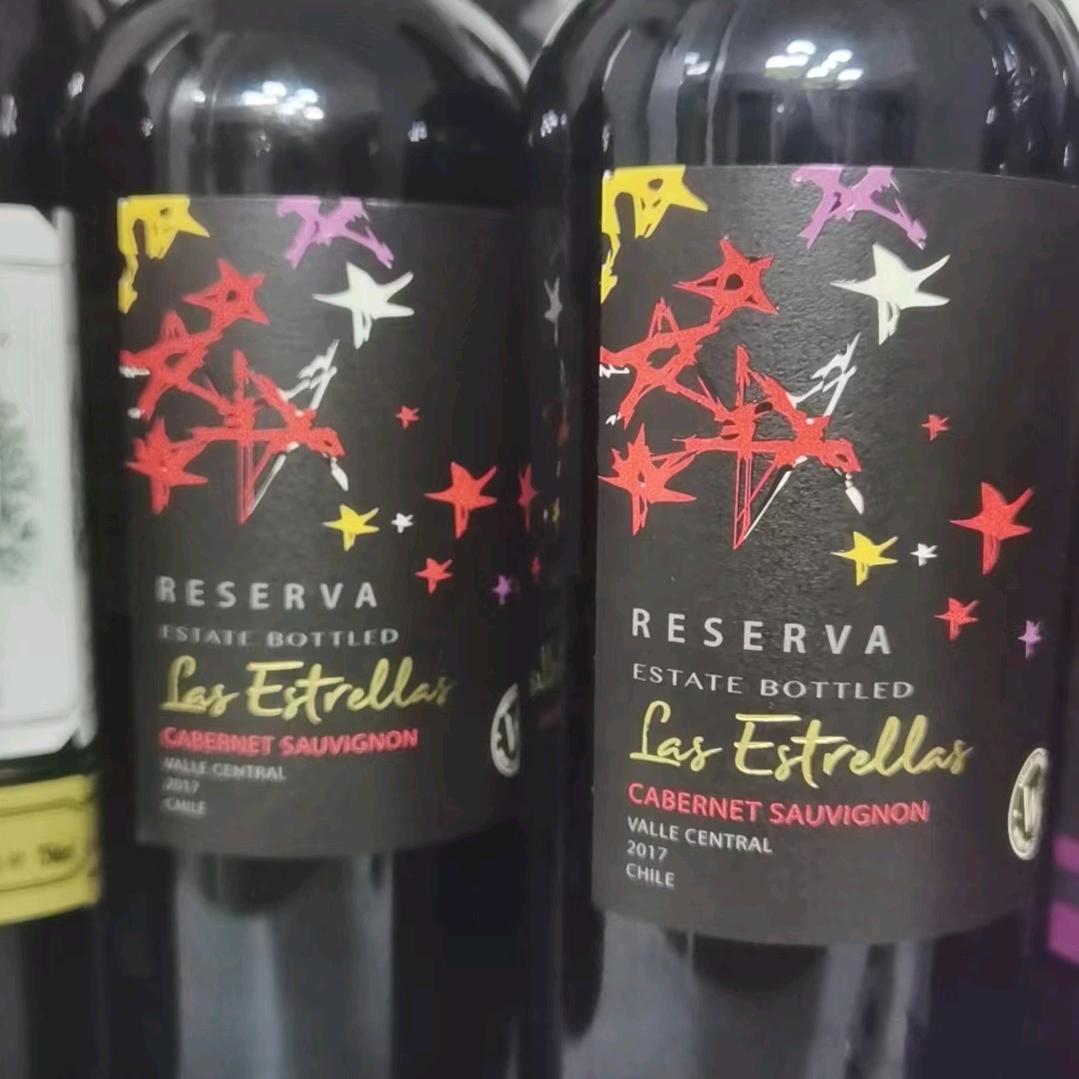 RESERVA
ESTATE BOTTLED
Las Estrellas
CABERNET SAUVIGNON
VALLE CENTRAL
2017
CHILE
RESERVA
ESTATE BOTTLED
Las Estrellas
CABERNET SAUVIGNON
VALLE CENTRAL
2017
CHILE